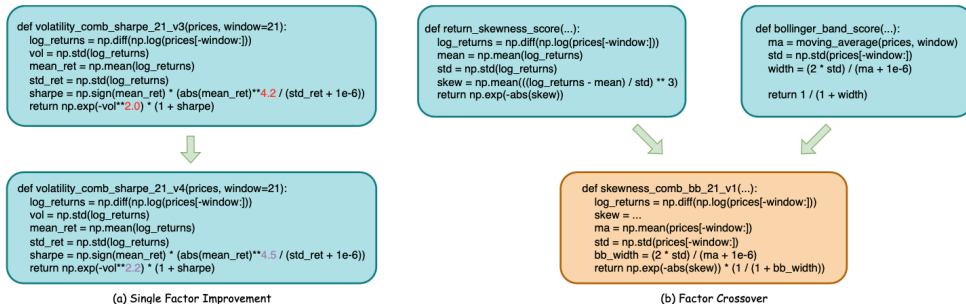 def volatility_comb_sharpe_21_v3(prices, window=21):
log_returns = np.diff(np.log(prices[-window:]))
vol = np.std(log_returns)
mean_ret = np.mean(log_returns)
std_ret = np.std(log_returns)
sharpe = np.sign(mean_ret) * (abs(mean_ret)**4.2 / (std_ret + 1e-6))
return np.exp(-vol**2.0) * (1 + sharpe)
def volatility_comb_sharpe_21_v4(prices, window=21):
log_returns = np.diff(np.log(prices[-window:]))
vol = np.std(log_returns)
mean_ret = np.mean(log_returns)
std_ret = np.std(log_returns)
sharpe = np.sign(mean_ret) * (abs(mean_ret)**4.5 / (std_ret + 1e-6))
return np.exp(-vol**2.2) * (1 + sharpe)
(a) Single Factor Improvement
def return_skewness_score(...):
log_returns = np.diff(np.log(prices[-window:]))
mean = np.mean(log_returns)
std = np.std(log_returns)
skew = np.mean(((log_returns - mean) / std) ** 3)
return np.exp(-abs(skew))
def bollinger_band_score(...):
ma = moving_average(prices, window)
std = np.std(prices[-window:])
width = (2 * std) / (ma + 1e-6)
return 1 / (1 + width)
def skewness_comb_bb_21_v1(...):
log_returns = np.diff(np.log(prices[-window:]))
skew = ...
ma = np.mean(prices[-window:])
std = np.std(prices[-window:])
bb_width = (2 * std) / (ma + 1e-6)
return np.exp(-abs(skew)) * (1 / (1 + bb_width))
(b) Factor Crossover